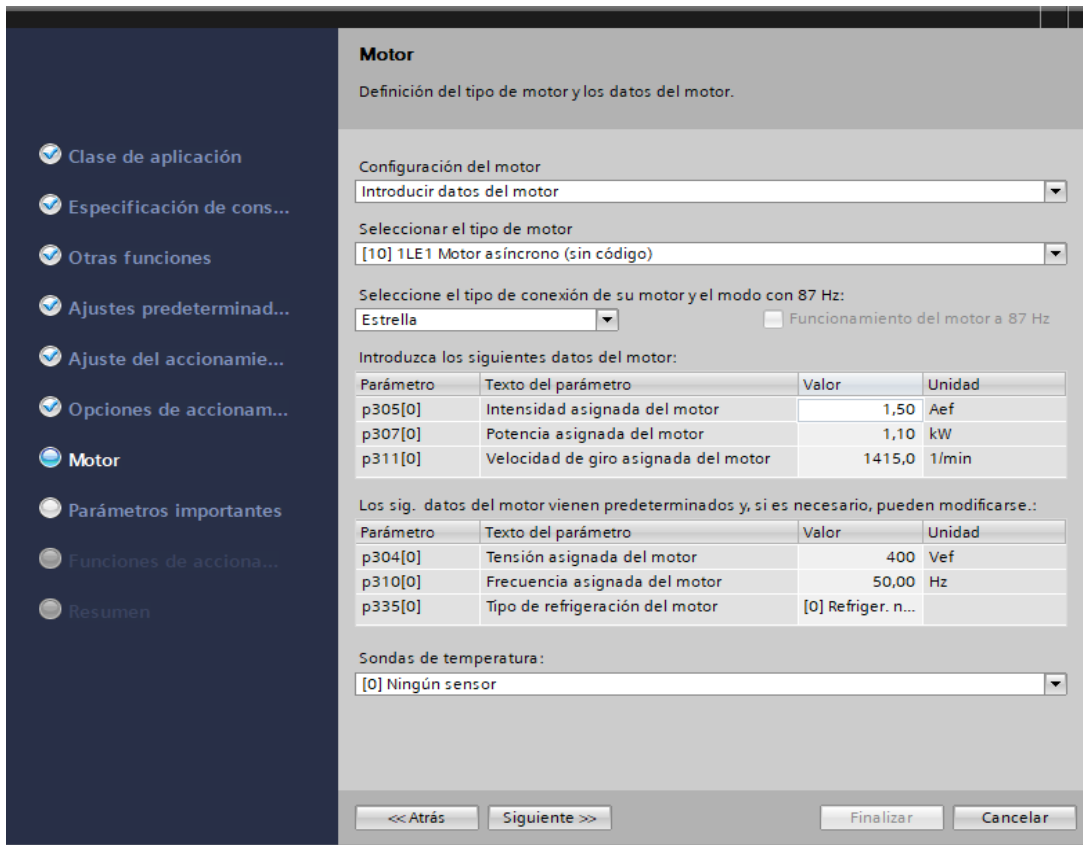 Motor
Definición del tipo de motor y los datos del motor.
Clase de aplicación
Especificación de cons...
Otras funciones
Ajustes predeterminad...
Ajuste del accionamie...
Opciones de accionam...
Motor
Parámetros importantes
Funciones de acciona...
Resumen
Configuración del motor
Introducir datos del motor
Seleccionar el tipo de motor
[10] 1LE1 Motor asíncrono (sin código)
Seleccione el tipo de conexión de su motor y el modo con 87 Hz:
Estrella Funcionamiento del motor a 87 Hz
Introduzca los siguientes datos del motor:
Parámetro Texto del parámetro Valor Unidad
p305[0] Intensidad asignada del motor 1,50 Aef
p307[0] Potencia asignada del motor 1,10 kW
p311[0] Velocidad de giro asignada del motor 1415,0 1/min
Los sig. datos del motor vienen predeterminados y, si es necesario, pueden modificarse.:
Parámetro Texto del parámetro Valor Unidad
p304[0] Tensión asignada del motor 400 Vef
p310[0] Frecuencia asignada del motor 50,00 Hz
p335[0] Tipo de refrigeración del motor [0] Refriger. n...
Sondas de temperatura:
[0] Ningún sensor
<< Atrás Siguiente >> Finalizar Cancelar